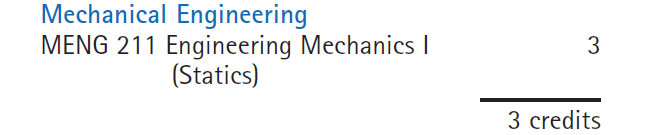 Mechanical Engineering
MENG 211 Engineering Mechanics I 3
(Statics)
3 credits